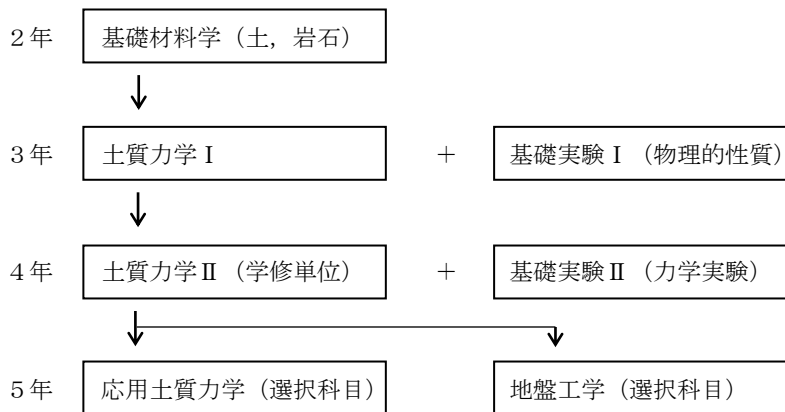 2年 基礎材料学（土，岩石）
3年 土質力学Ⅰ ＋ 基礎実験Ⅰ（物理的性質）
4年 土質力学Ⅱ（学修単位） ＋ 基礎実験Ⅱ（力学実験）
5年 応用土質力学（選択科目） 地盤工学（選択科目）